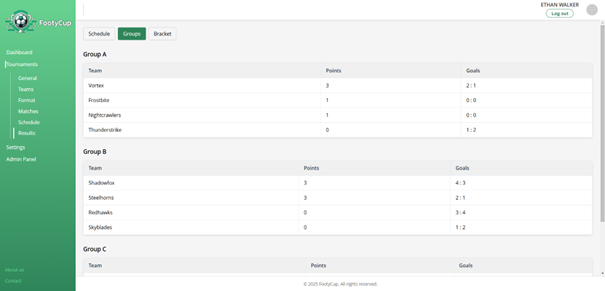 FootyCup
ETHAN WALKER
Log out
Dashboard
Tournaments
General
Teams
Format
Matches
Schedule
Results
Settings
Admin Panel
About us
Contact
Schedule Groups Bracket
Group A
Team Points Goals
Vortex 3 2 : 1
Frostbite 1 0 : 0
Nightcrawlers 1 0 : 0
Thunderstrike 0 1 : 2
Group B
Team Points Goals
Shadowfox 3 4 : 3
Steelhorns 3 2 : 1
Redhawks 0 3 : 4
Skyblades 0 1 : 2
Group C
Team Points Goals
© 2025 FootyCup. All rights reserved.